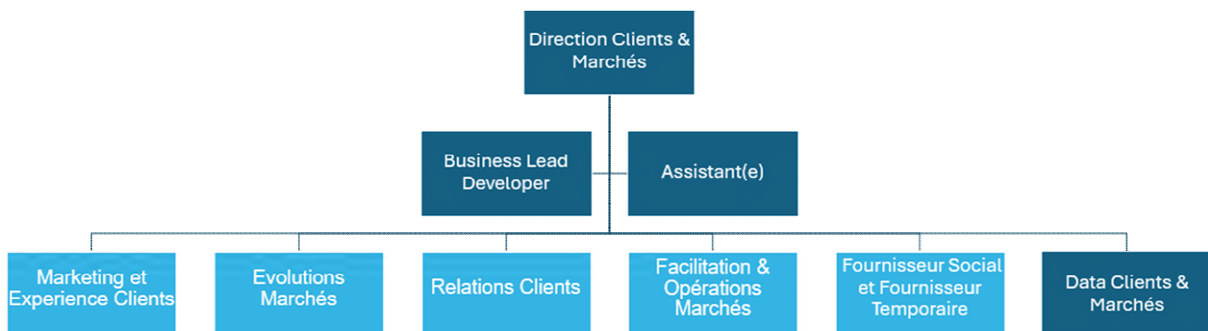 Direction Clients &
Marchés
Business Lead
Developer
Assistant(e)
Marketing et
Experience Clients
Evolutions
Marchés
Relations Clients
Facilitation &
Opérations
Marchés
Fournisseur Social
et Fournisseur
Temporaire
Data Clients &
Marchés